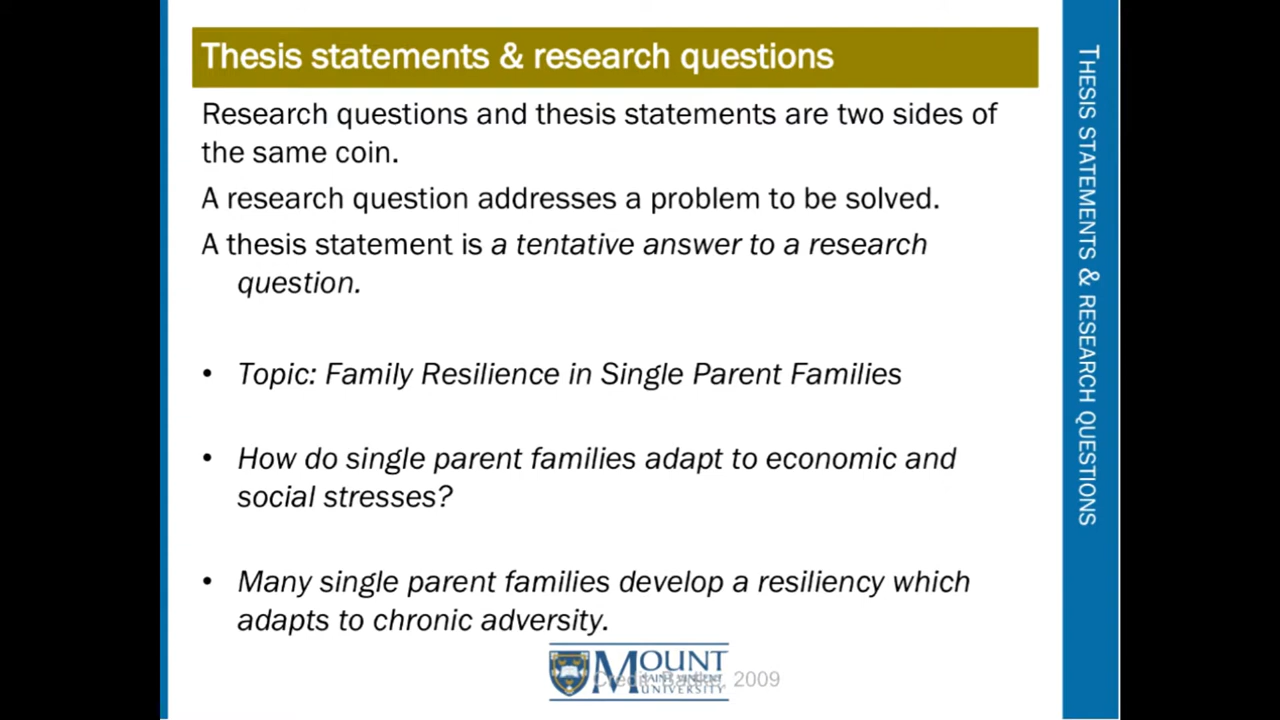 Thesis statements & research questions
Research questions and thesis statements are two sides of
the same coin.
A research question addresses a problem to be solved.
A thesis statement is a tentative answer to a research
question.
• Topic: Family Resilience in Single Parent Families
• How do single parent families adapt to economic and
social stresses?
• Many single parent families develop a resiliency which
adapts to chronic adversity.
MOUNT
SAINT VINCENT
UNIVERSITY
Credit: 2009
THESIS STATEMENTS & RESEARCH QUESTIONS